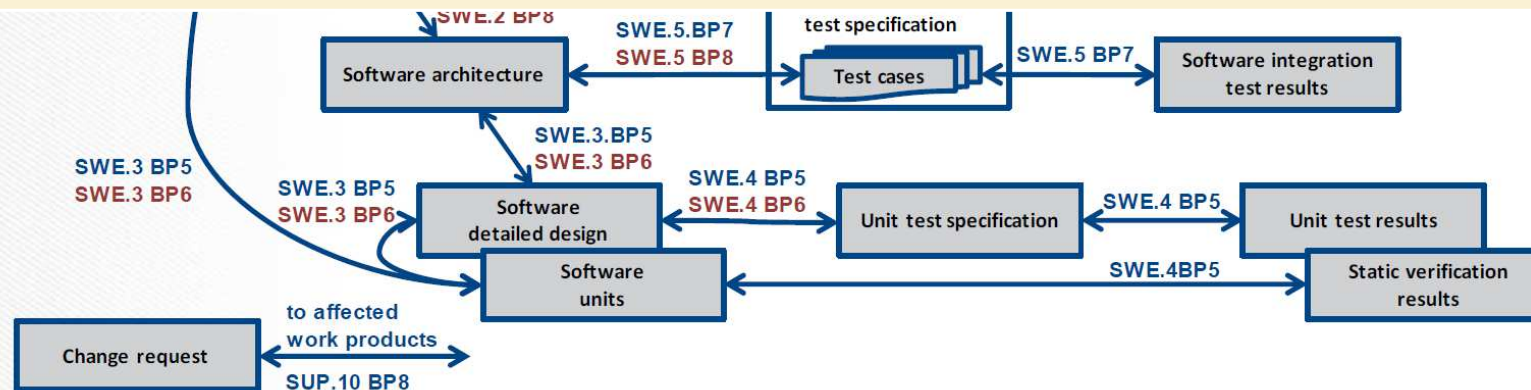 SWE.2 BP8
SWE.5.BP7
SWE.5 BP8
test specification
Software architecture
Test cases
SWE.5 BP7
Software integration
test results
SWE.3.BP5
SWE.3 BP6
SWE.3 BP5
SWE.3 BP6
SWE.3 BP5
SWE.3 BP6
Software
detailed design
SWE.4 BP5
SWE.4 BP6
Unit test specification
SWE.4 BP5
Unit test results
Software
units
SWE.4BP5
Static verification
results
to affected
work products
Change request
SUP.10 BP8